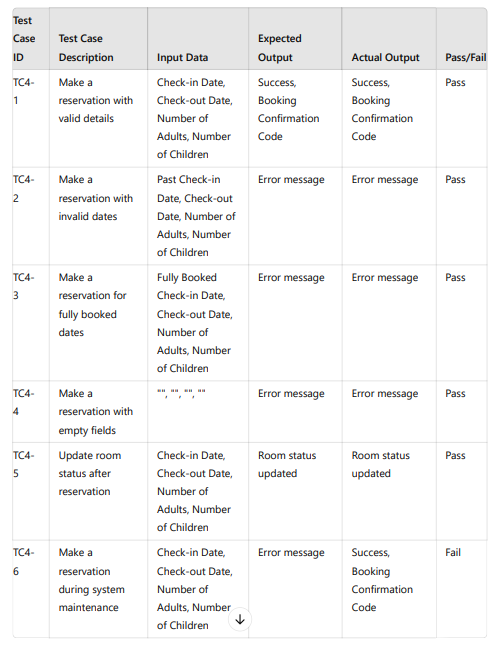 Test
Case
ID
Test Case
Description
Input Data
Expected
Output
Actual Output
Pass/Fail
TC4-
1
Make a
reservation with
valid details
Check-in Date,
Check-out Date,
Number of
Adults, Number
of Children
Success,
Booking
Confirmation
Code
Success,
Booking
Confirmation
Code
Pass
TC4-
2
Make a
reservation with
invalid dates
Past Check-in
Date, Check-out
Date, Number of
Adults, Number
of Children
Error message
Error message
Pass
TC4-
3
Make a
reservation for
fully booked
dates
Fully Booked
Check-in Date,
Check-out Date,
Number of
Adults, Number
of Children
Error message
Error message
Pass
TC4-
4
Make a
reservation with
empty fields
"", "", "", ""
Error message
Error message
Pass
TC4-
5
Update room
status after
reservation
Check-in Date,
Check-out Date,
Number of
Adults, Number
of Children
Room status
updated
Room status
updated
Pass
TC4-
6
Make a
reservation
during system
maintenance
Check-in Date,
Check-out Date,
Number of
Adults, Number
of Children
Error message
Success,
Booking
Confirmation
Code
Fail